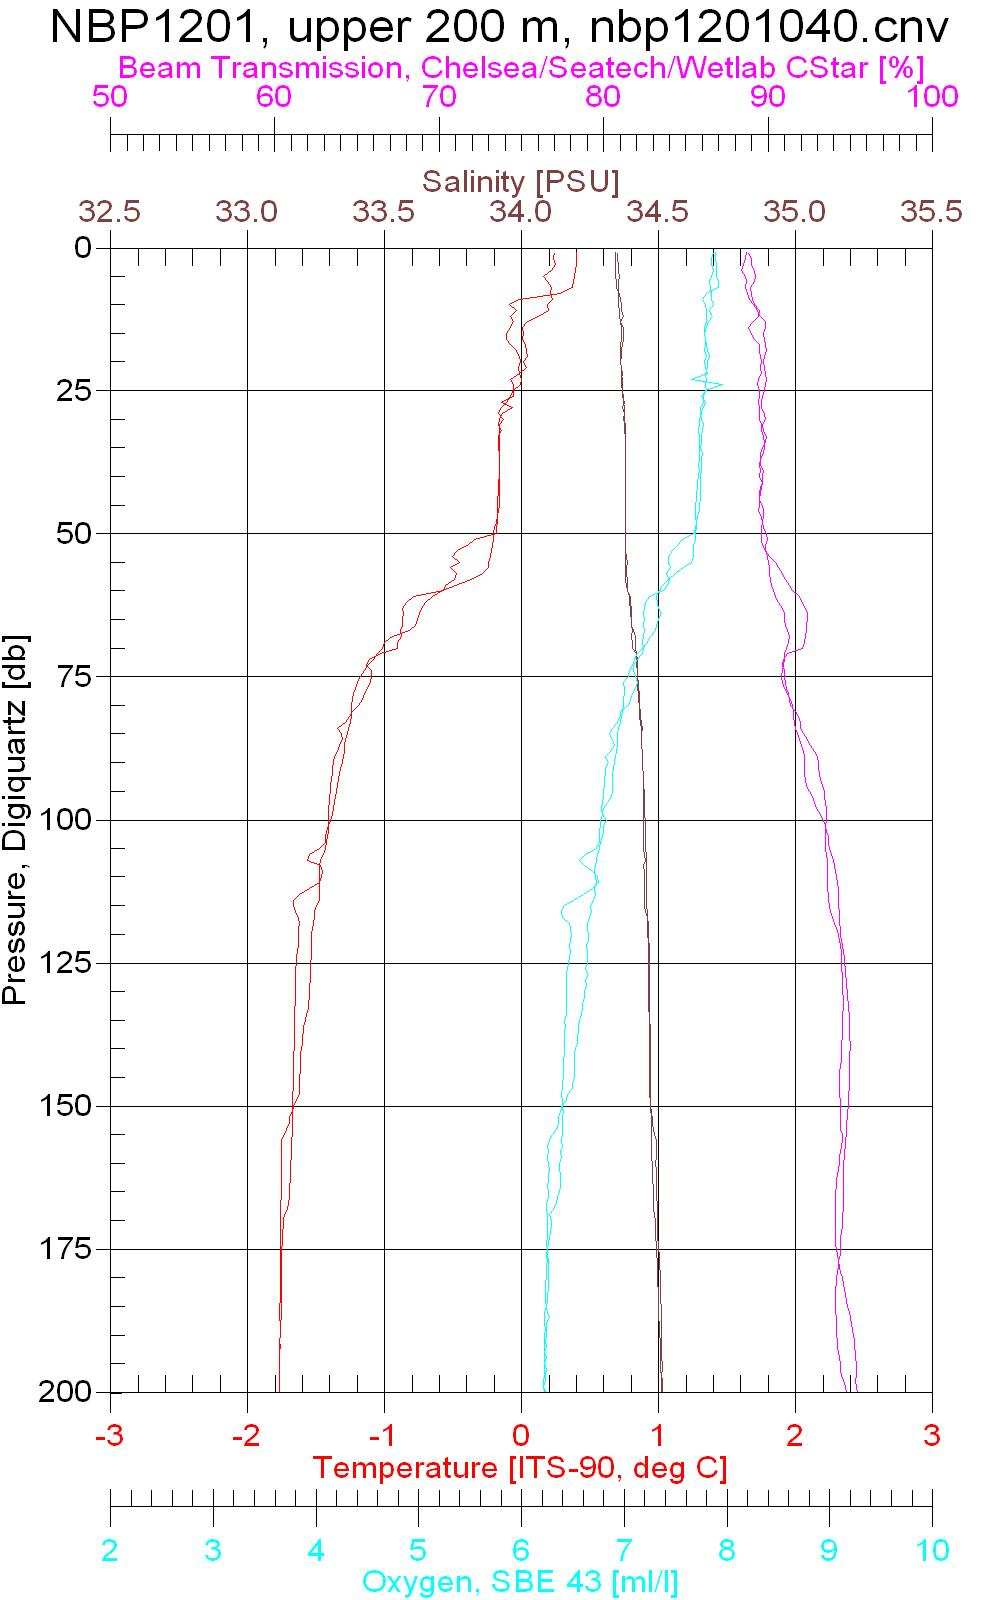 NBP1201, upper 200 m, nbp1201040.cnv
Beam Transmission, Chelsea/Seatech/Wetlab CStar [%]
50 60 70 80 90 100
Salinity [PSU]
32.5 33.0 33.5 34.0 34.5 35.0 35.5
0
25
50
75
100
125
150
175
200
Pressure, Digiquartz [db]
-3 -2 -1 0 1 2 3
Temperature [ITS-90, deg C]
2 3 4 5 6 7 8 9 10
Oxygen, SBE 43 [ml/l]